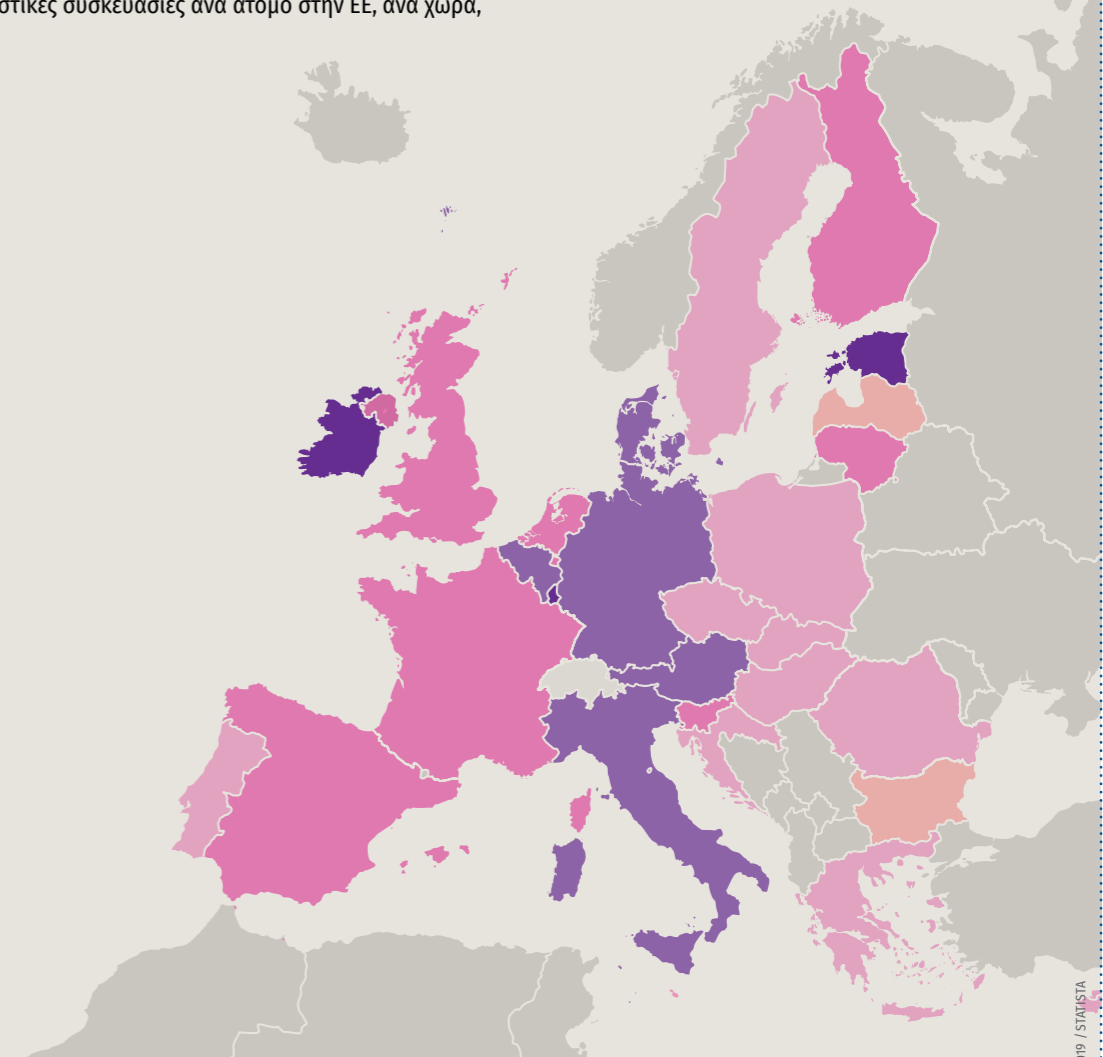 στικές συσκευασίες ανά άτομο στην ΕΕ, ανά χώρα,
19 / STATISTA